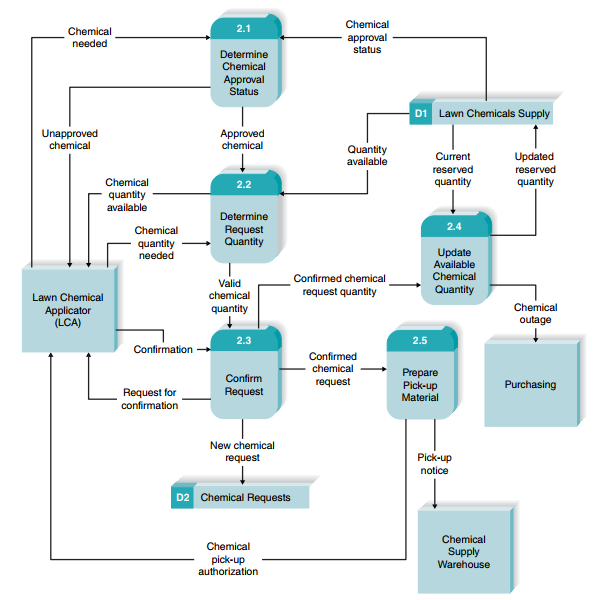 Chemical
needed
2.1
Determine
Chemical
Approval
Status
Chemical
approval
status
D1 Lawn Chemicals Supply
Unapproved
chemical
Approved
chemical
Quantity
available
Current
reserved
quantity
Updated
reserved
quantity
Chemical
quantity
available
2.2
Determine
Request
Quantity
Chemical
quantity
needed
2.4
Update
Available
Chemical
Quantity
Lawn Chemical
Applicator
(LCA)
Valid
chemical
quantity
Confirmed chemical
request quantity
Chemical
outage
Confirmation
2.3
Confirm
Request
Confirmed
chemical
request
2.5
Prepare
Pick-up
Material
Purchasing
Request for
confirmation
New chemical
request
Pick-up
notice
D2 Chemical Requests
Chemical
pick-up
authorization
Chemical
Supply
Warehouse